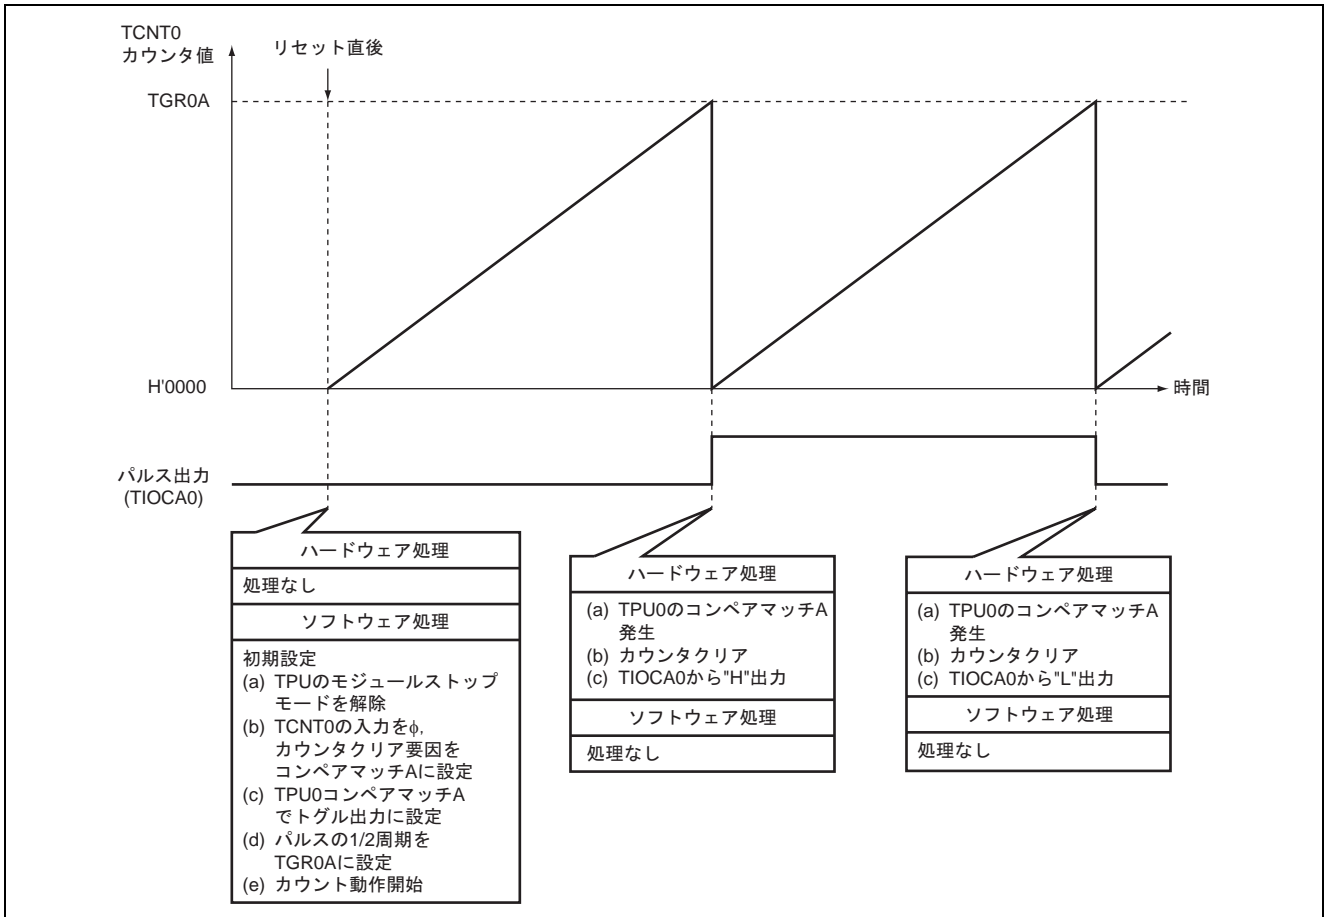 TCNT0
カウンタ値
リセット直後
TGR0A
H'0000
時間
パルス出力
(TIOCA0)
ハードウェア処理
処理なし
ソフトウェア処理
初期設定
(a) TPUのモジュールストップ
モードを解除
(b) TCNT0の入力をφ,
カウンタクリア要因を
コンペアマッチAに設定
(c) TPU0コンペアマッチA
でトグル出力に設定
(d) パルスの1/2周期を
TGR0Aに設定
(e) カウント動作開始
ハードウェア処理
(a) TPU0のコンペアマッチA
発生
(b) カウンタクリア
(c) TIOCA0から"H"出力
ソフトウェア処理
処理なし
ハードウェア処理
(a) TPU0のコンペアマッチA
発生
(b) カウンタクリア
(c) TIOCA0から"L"出力
ソフトウェア処理
処理なし